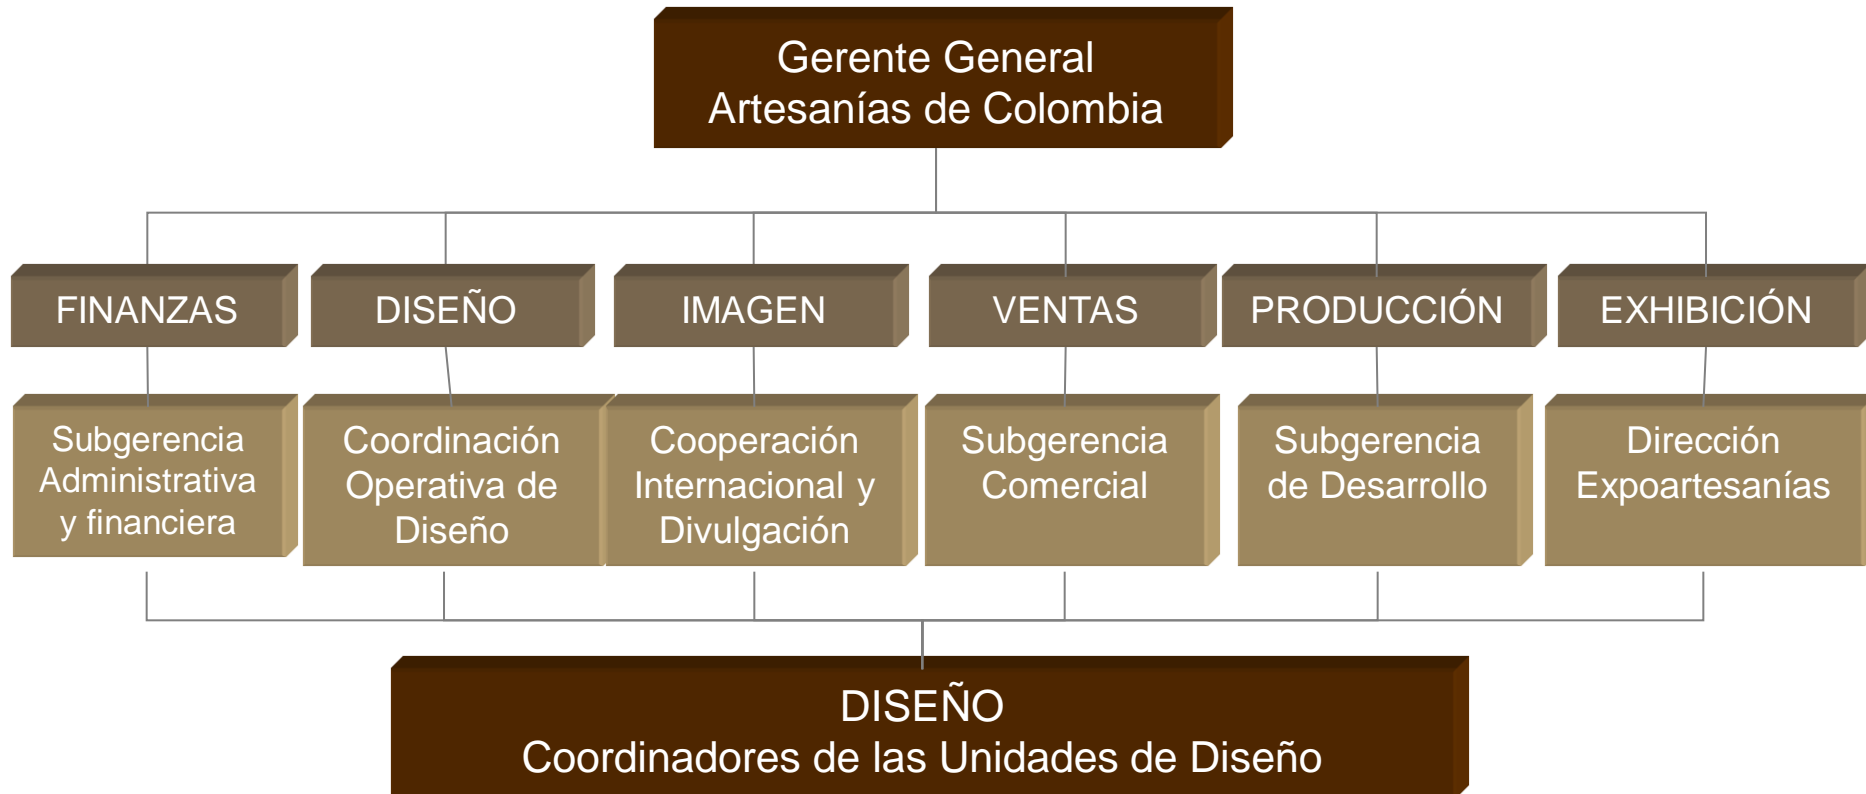 Gerente General
Artesanías de Colombia
FINANZAS
DISEÑO
IMAGEN
VENTAS
PRODUCCIÓN
EXHIBICIÓN
Subgerencia
Administrativa
y financiera
Coordinación
Operativa de
Diseño
Cooperación
Internacional y
Divulgación
Subgerencia
Comercial
Subgerencia
de Desarrollo
Dirección
Expoartesanías
DISEÑO
Coordinadores de las Unidades de Diseño